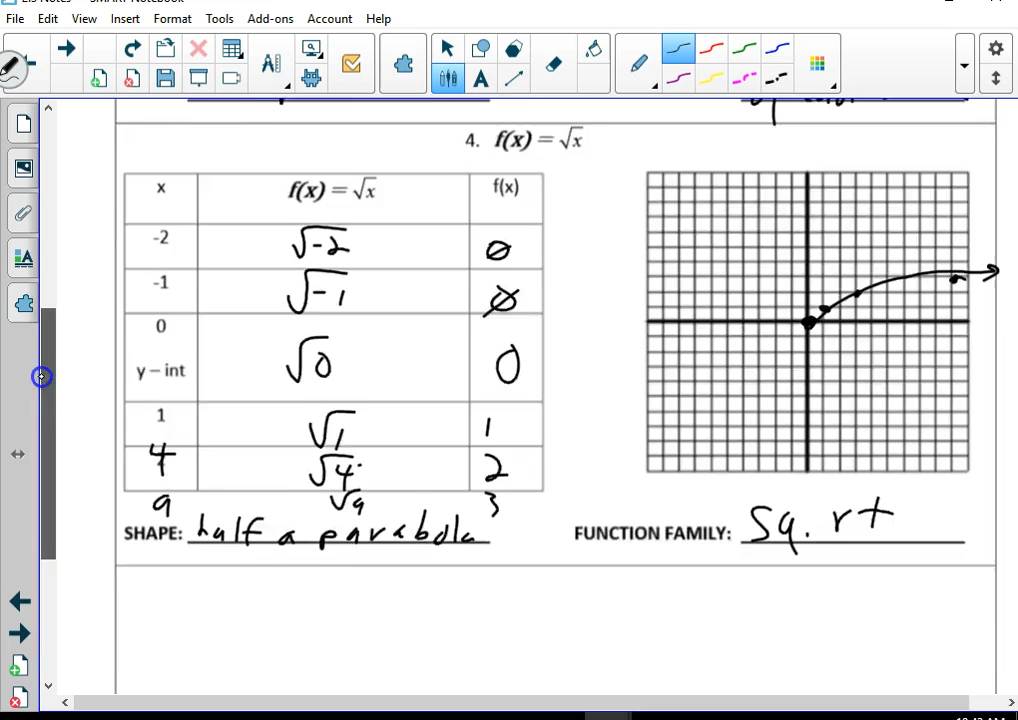 File Edit View Insert Format Tools Add-ons Account Help
4. f(x) = √x
x f(x) = √x f(x)
-2 √-2 ∅
-1 √-1 ∅
0
y – int √0 0
1 √1 1
4 √4 2
9 √9 3
SHAPE: half a parabola FUNCTION FAMILY: Sq. rt